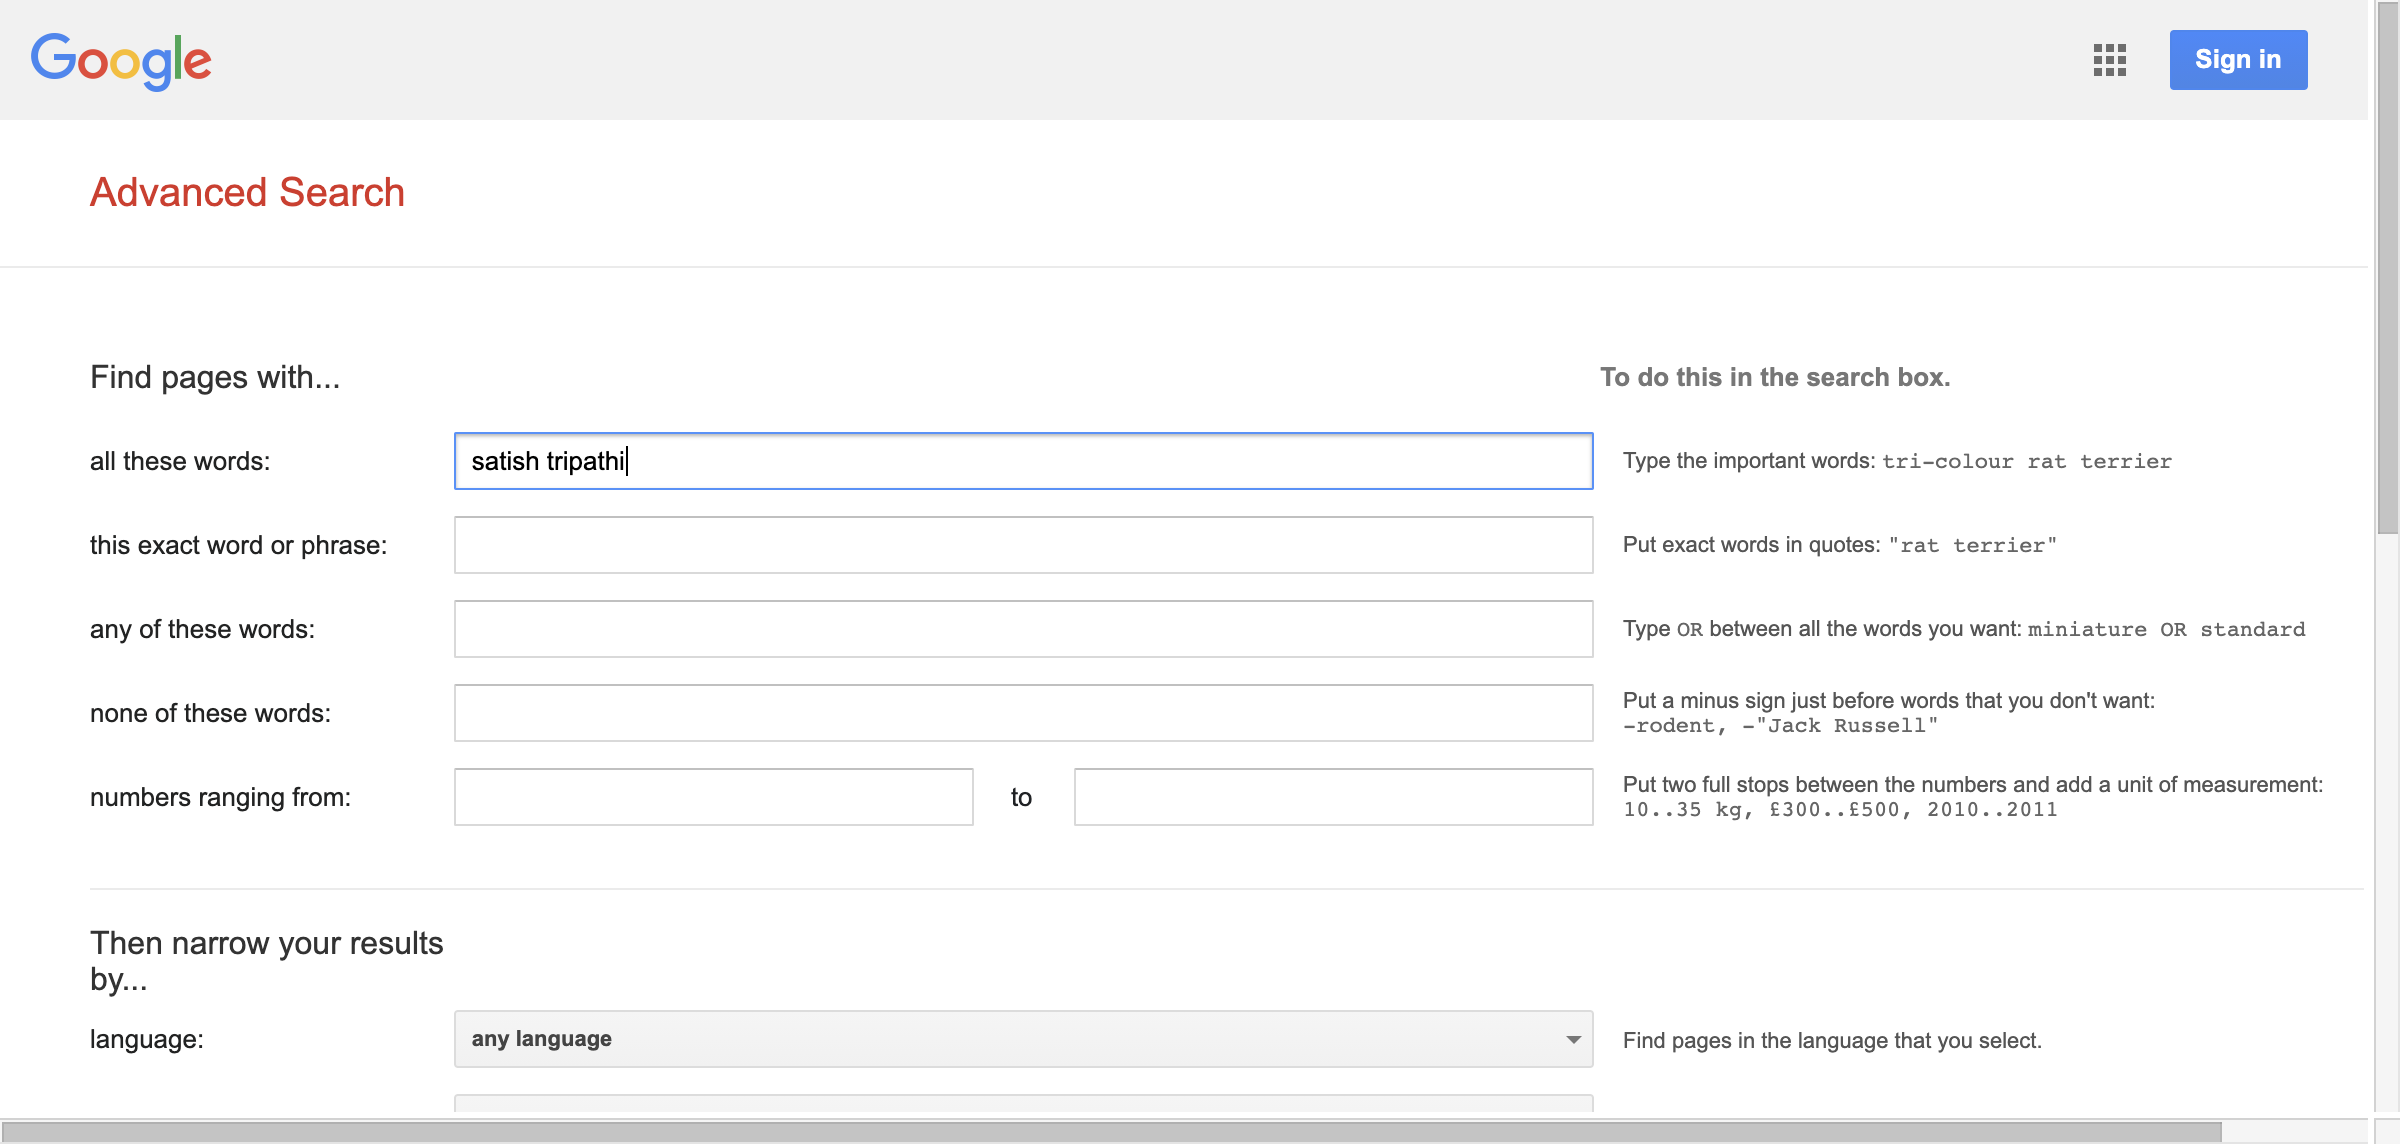 Google
Sign in
Advanced Search
Find pages with...
To do this in the search box.
all these words:
satish tripathi
Type the important words: tri-colour rat terrier
this exact word or phrase:
Put exact words in quotes: "rat terrier"
any of these words:
Type OR between all the words you want: miniature OR standard
none of these words:
Put a minus sign just before words that you don't want:
-rodent, -"Jack Russell"
numbers ranging from:
to
Put two full stops between the numbers and add a unit of measurement:
10..35 kg, £300..£500, 2010..2011
Then narrow your results
by...
language:
any language
Find pages in the language that you select.